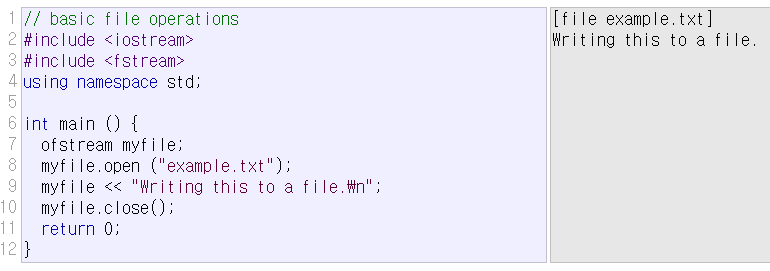 1 // basic file operations
2 #include <iostream>
3 #include <fstream>
4 using namespace std;
5
6 int main () {
7   ofstream myfile;
8   myfile.open ("example.txt");
9   myfile << "Writing this to a file.₩n";
10   myfile.close();
11   return 0;
12 }
[file example.txt]
Writing this to a file.